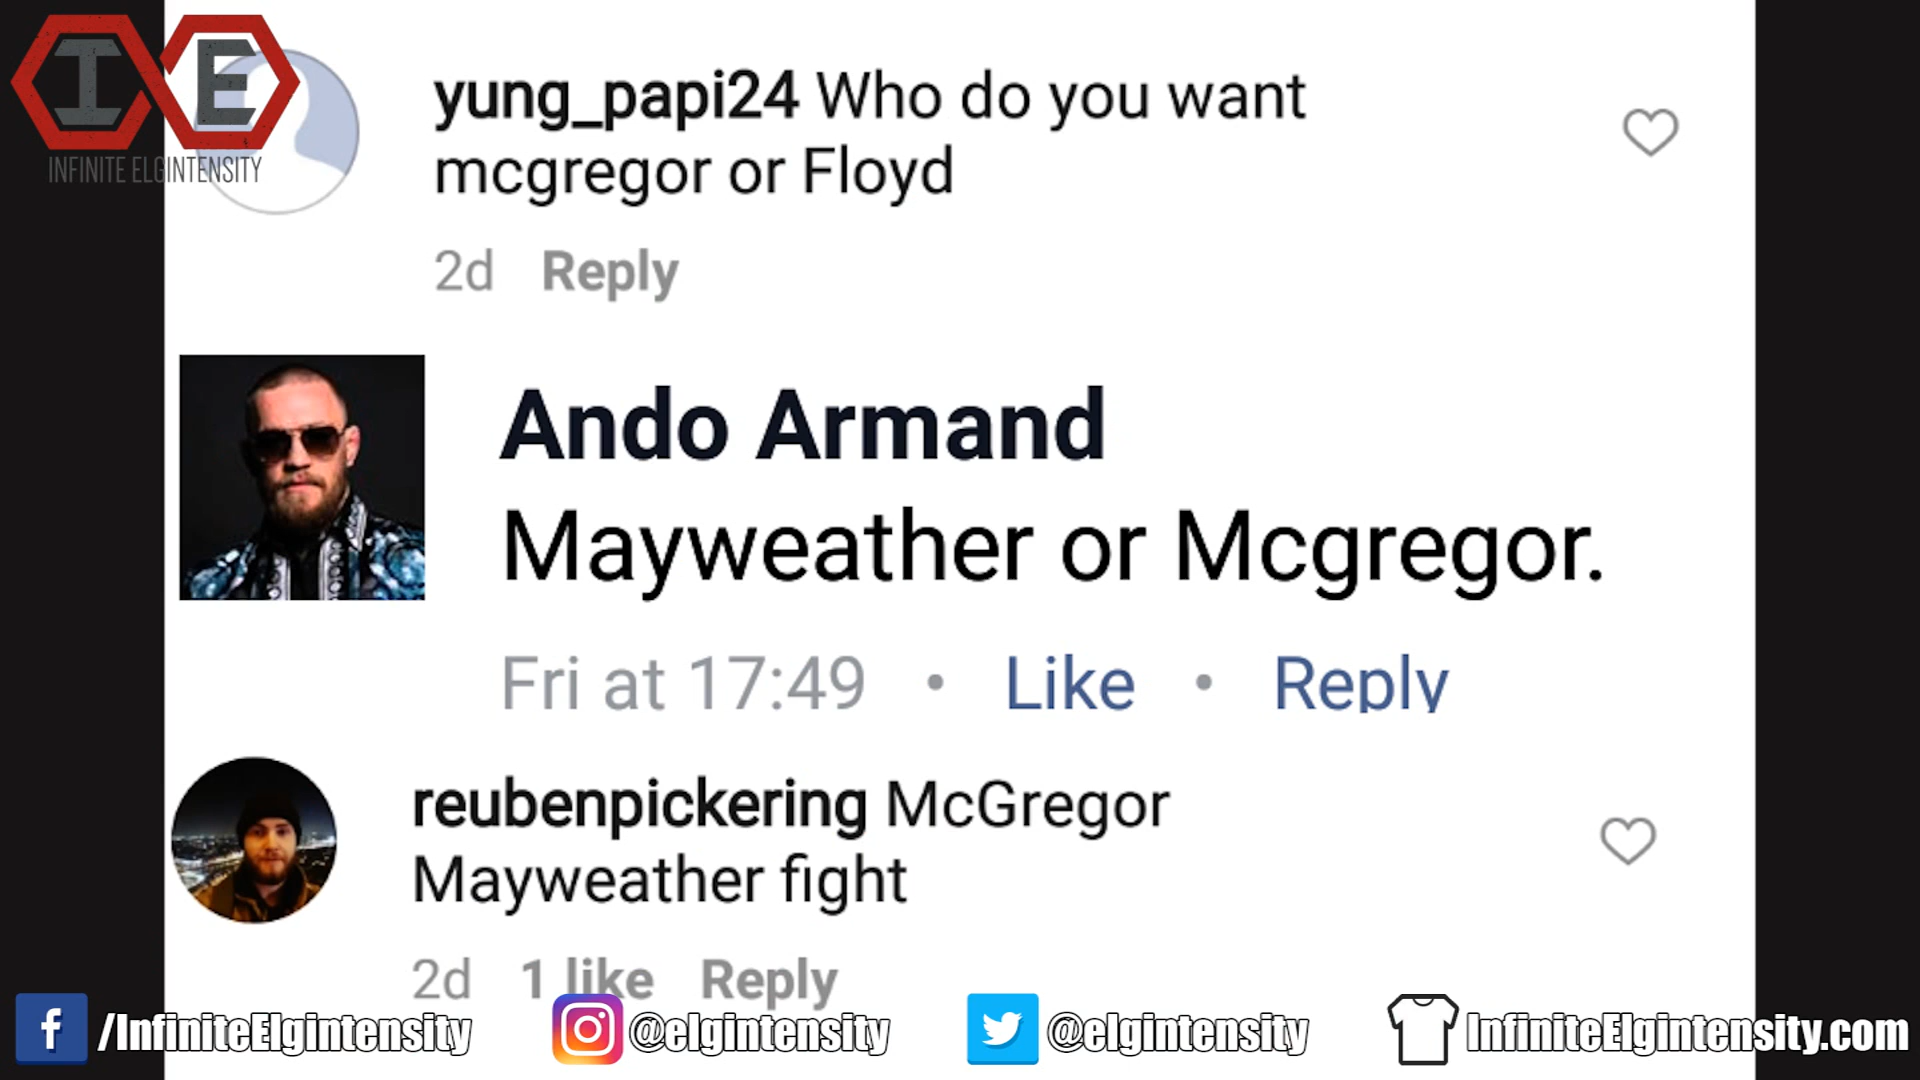 IE
INFINITE ELGINTENSITY
yung_papi24 Who do you want
mcgregor or Floyd
2d Reply
Ando Armand
Mayweather or Mcgregor.
Fri at 17:49 • Like • Reply
reubenpickering McGregor
Mayweather fight
2d 1 like Reply
f /InfiniteElgintensity @elgintensity @elgintensity InfiniteElgintensity.com